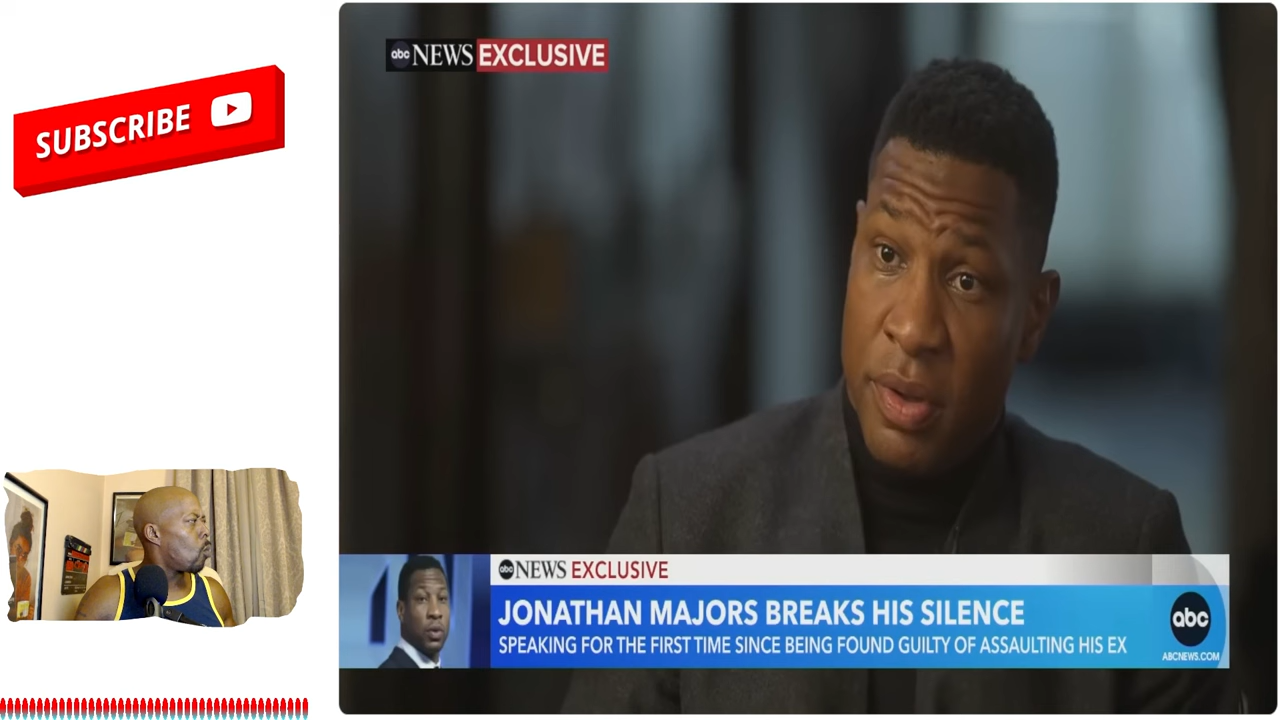 abc NEWS EXCLUSIVE
SUBSCRIBE
abc NEWS EXCLUSIVE
JONATHAN MAJORS BREAKS HIS SILENCE
SPEAKING FOR THE FIRST TIME SINCE BEING FOUND GUILTY OF ASSAULTING HIS EX
abc
ABCNEWS.COM